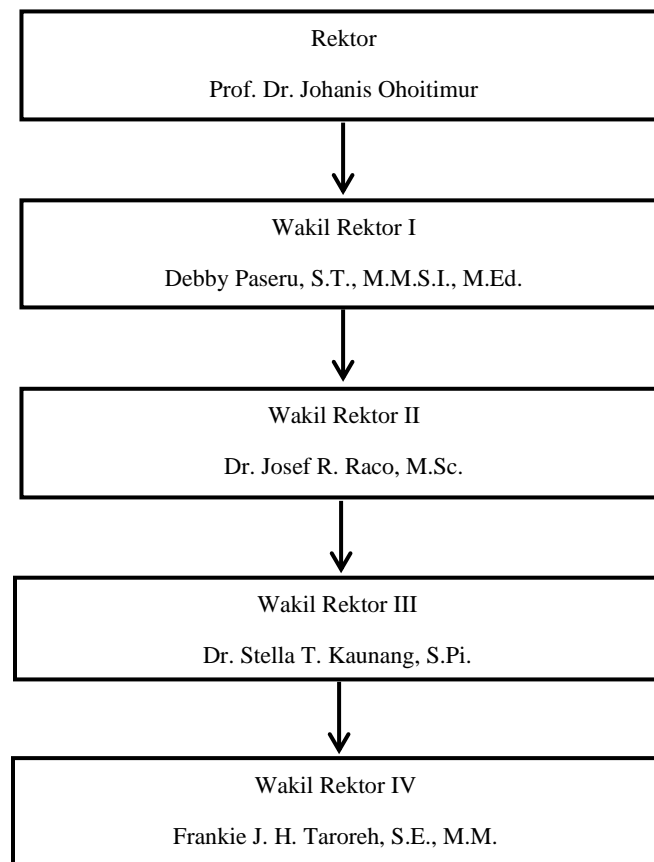 Rektor
Prof. Dr. Johanis Ohoitimur
Wakil Rektor I
Debby Paseru, S.T., M.M.S.I., M.Ed.
Wakil Rektor II
Dr. Josef R. Raco, M.Sc.
Wakil Rektor III
Dr. Stella T. Kaunang, S.Pi.
Wakil Rektor IV
Frankie J. H. Taroreh, S.E., M.M.